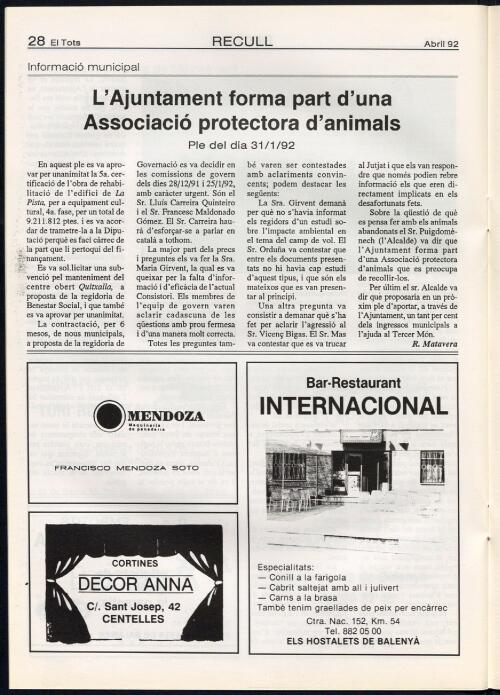 28 El Tots
RECULL
Abril 92
Informació municipal
L'Ajuntament forma part d'una
Associació protectora d'animals
Ple del dia 31/1/92
En aquest ple es va apro-
var per unanimitat la 5a. cer-
tificació de l'obra de rehabi-
litació de l'edifici de La
Pista, per a equipament cul-
tural, 4a. fase, per un total de
9.211.812 ptes. i es va acor-
dar de trametre-la a la Dipu-
tació perquè es faci càrrec de
la part que li pertoqui del fi-
nançament.
Es va sol.licitar una sub-
venció pel manteniment del
centre obert Quitxalla, a
proposta de la regidoria de
Benestar Social, i que també
es va aprovar per unanimitat.
La contractació, per 6
mesos, de nous municipals,
a proposta de la regidoria de
Governació es va decidir en
les comissions de govern
dels dies 28/12/91 i 25/1/92,
amb caràcter urgent. Són el
Sr. Lluís Carreira Quinteiro
i el Sr. Francesc Maldonado
Gómez. El Sr. Carreira hau-
rà d'esforçar-se a parlar en
català a tothom.
La major part dels precs
i preguntes els va fer la Sra.
Maria Girvent, la qual es va
queixar per la falta d'infor-
mació i d'eficàcia de l'actual
Consistori. Els membres de
l'equip de govern varen
aclarir cadascuna de les
qüestions amb prou fermesa
i d'una manera molt correcta.
Totes les preguntes tam-
bé varen ser contestades
amb aclariments convin-
cents; podem destacar les
següents:
La Sra. Girvent demanà
per què no s'havia informat
els regidors d'un estudi so-
bre l'impacte ambiental en
el tema del camp de vol. El
Sr. Orduña va contestar que
entre els documents presen-
tats no hi havia cap estudi
d'aquest tipus, i que són els
mateixos que es van presen-
tar al principi.
Una altra pregunta va
consistir a demanar què s'ha
fet per aclarir l'agressió al
Sr. Vicenç Bigas. El Sr. Mas
va contestar que es va trucar
al Jutjat i que els van respon-
dre que només podien rebre
informació els que eren di-
rectament implicats en els
desafortunats fets.
Sobre la qüestió de què
es pensa fer amb els animals
abandonats el Sr. Puigdomè-
nech (l'Alcalde) va dir que
l'Ajuntament forma part
d'una Associació protectora
d'animals que es preocupa
de recollir-los.
Per últim el sr. Alcalde va
dir que proposaria en un prò-
xim ple d'aportar, a través de
l'Ajuntament, un tant per cent
dels ingressos municipals a
l'ajuda al Tercer Món.
R. Matavera
MENDOZA
Maquinaria
de panaderia
FRANCISCO MENDOZA SOTO
CORTINES
DECOR ANNA
C/. Sant Josep, 42
CENTELLES
Bar-Restaurant
INTERNACIONAL
Especialitats:
— Conill a la farigola
— Cabrit saltejat amb all i julivert
— Carns a la brasa
També tenim graellades de peix per encàrrec
Ctra. Nac. 152, Km. 54
Tel. 882 05 00
ELS HOSTALETS DE BALENYÀ